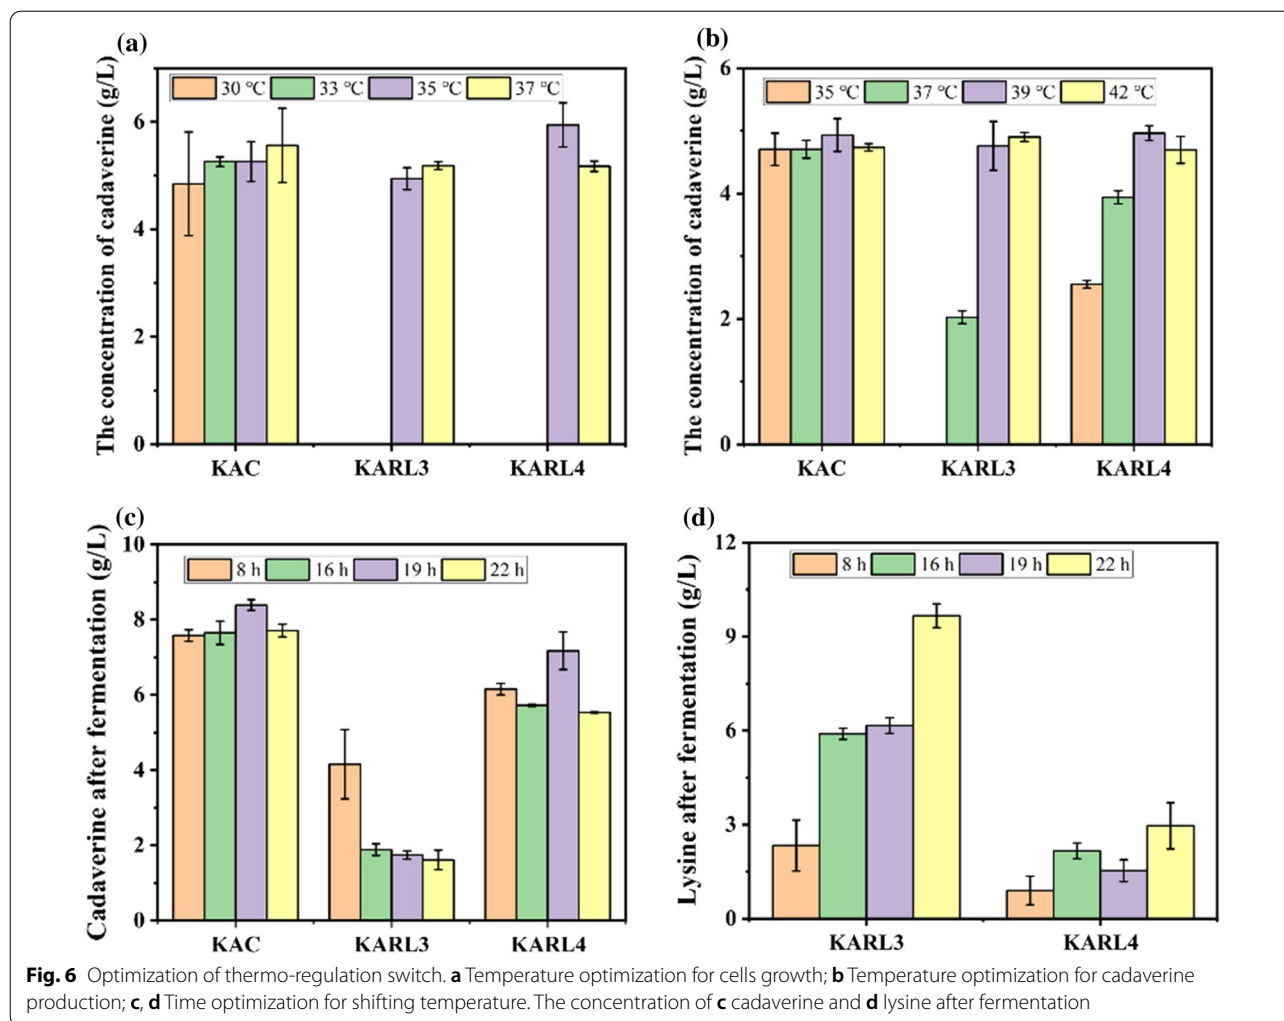 (a)
The concentration of cadaverine (g/L)
30 ℃ 33 ℃ 35 ℃ 37 ℃
6
4
2
0
KAC KARL3 KARL4
(b)
The concentration of cadaverine (g/L)
35 ℃ 37 ℃ 39 ℃ 42 ℃
6
4
2
0
KAC KARL3 KARL4
(c)
Cadaverine after fermentation (g/L)
8 h 16 h 19 h 22 h
10
8
6
4
2
0
KAC KARL3 KARL4
(d)
Lysine after fermentation (g/L)
8 h 16 h 19 h 22 h
12
9
6
3
0
KARL3 KARL4
Fig. 6 Optimization of thermo-regulation switch. a Temperature optimization for cells growth; b Temperature optimization for cadaverine
production; c, d Time optimization for shifting temperature. The concentration of c cadaverine and d lysine after fermentation